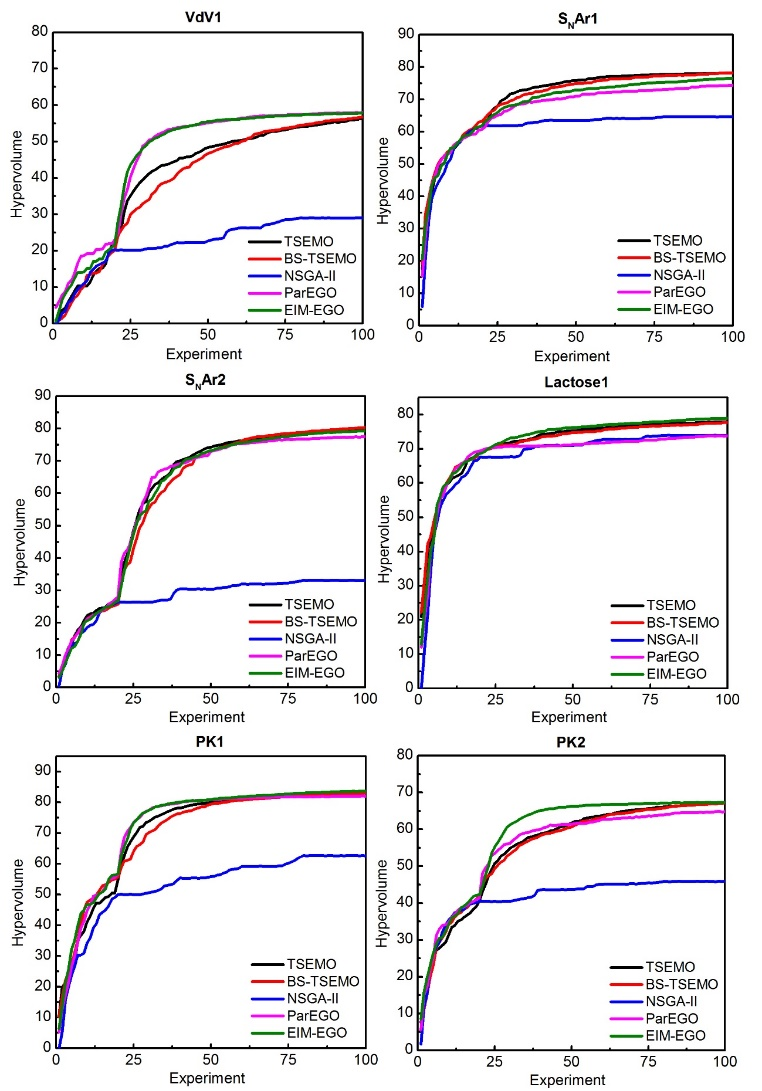 VdV1
80
70
60
50
40
30
20
10
0
Hypervolume
TSEMO
BS-TSEMO
NSGA-II
ParEGO
EIM-EGO
0 25 50 75 100
Experiment
SNAr1
90
80
70
60
50
40
30
20
10
0
Hypervolume
TSEMO
BS-TSEMO
NSGA-II
ParEGO
EIM-EGO
0 25 50 75 100
Experiment
SNAr2
90
80
70
60
50
40
30
20
10
0
Hypervolume
TSEMO
BS-TSEMO
NSGA-II
ParEGO
EIM-EGO
0 25 50 75 100
Experiment
Lactose1
80
70
60
50
40
30
20
10
0
Hypervolume
TSEMO
BS-TSEMO
NSGA-II
ParEGO
EIM-EGO
0 25 50 75 100
Experiment
PK1
90
80
70
60
50
40
30
20
10
0
Hypervolume
TSEMO
BS-TSEMO
NSGA-II
ParEGO
EIM-EGO
0 25 50 75 100
Experiment
PK2
80
70
60
50
40
30
20
10
0
Hypervolume
TSEMO
BS-TSEMO
NSGA-II
ParEGO
EIM-EGO
0 25 50 75 100
Experiment